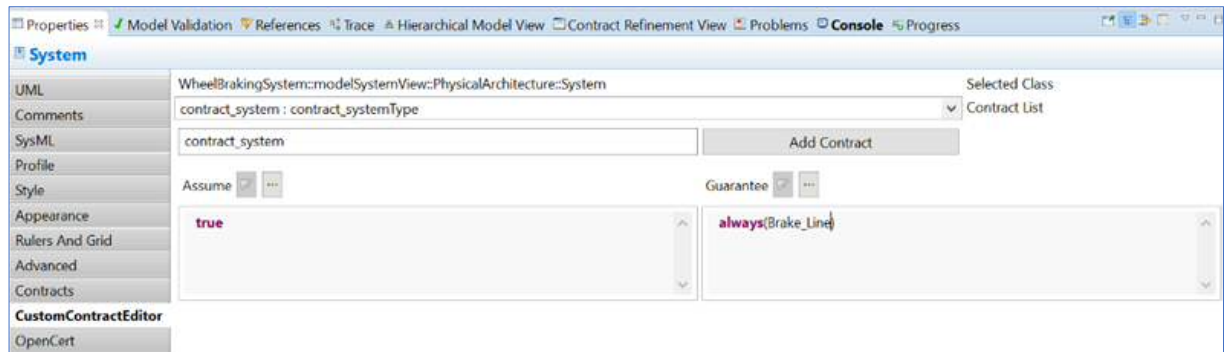 Properties Model Validation References Trace Hierarchical Model View Contract Refinement View Problems Console Progress
System
UML
WheelBrakingSystem::modelSystemView::PhysicalArchitecture::System Selected Class
Comments
contract_system : contract_systemType Contract List
SysML
contract_system Add Contract
Profile
Style
Assume ... Guarantee ...
Appearance
true always(Brake_Line)
Rulers And Grid
Advanced
Contracts
CustomContractEditor
OpenCert